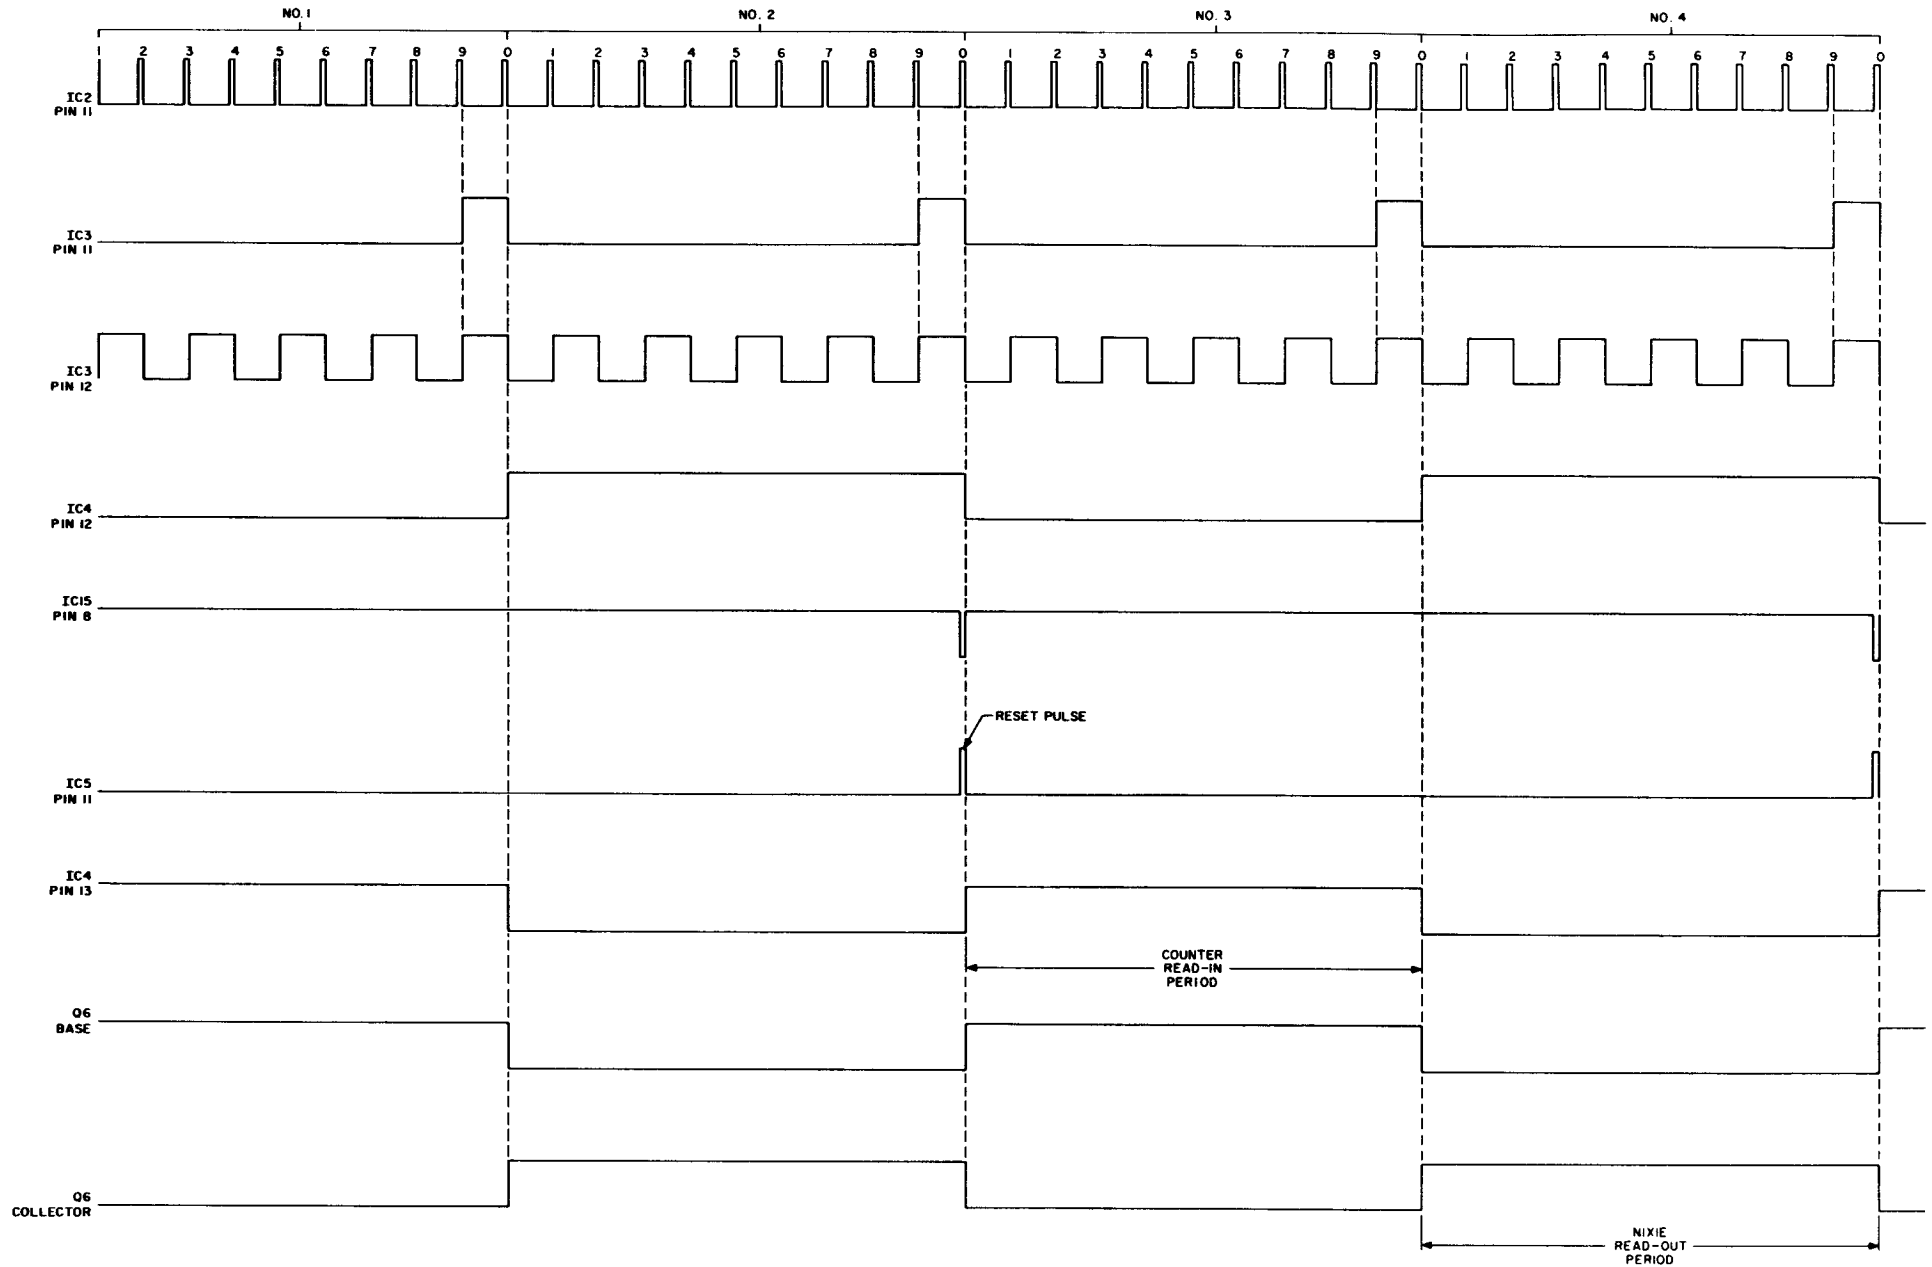 NO. 1 NO. 2 NO. 3 NO. 4
1 2 3 4 5 6 7 8 9 0 1 2 3 4 5 6 7 8 9 0 1 2 3 4 5 6 7 8 9 0 1 2 3 4 5 6 7 8 9 0
IC2
PIN 11
IC3
PIN 11
IC3
PIN 12
IC4
PIN 12
IC15
PIN 8
RESET PULSE
IC5
PIN 11
IC4
PIN 13
COUNTER
READ-IN
PERIOD
Q6
BASE
Q6
COLLECTOR
NIXIE
READ-OUT
PERIOD